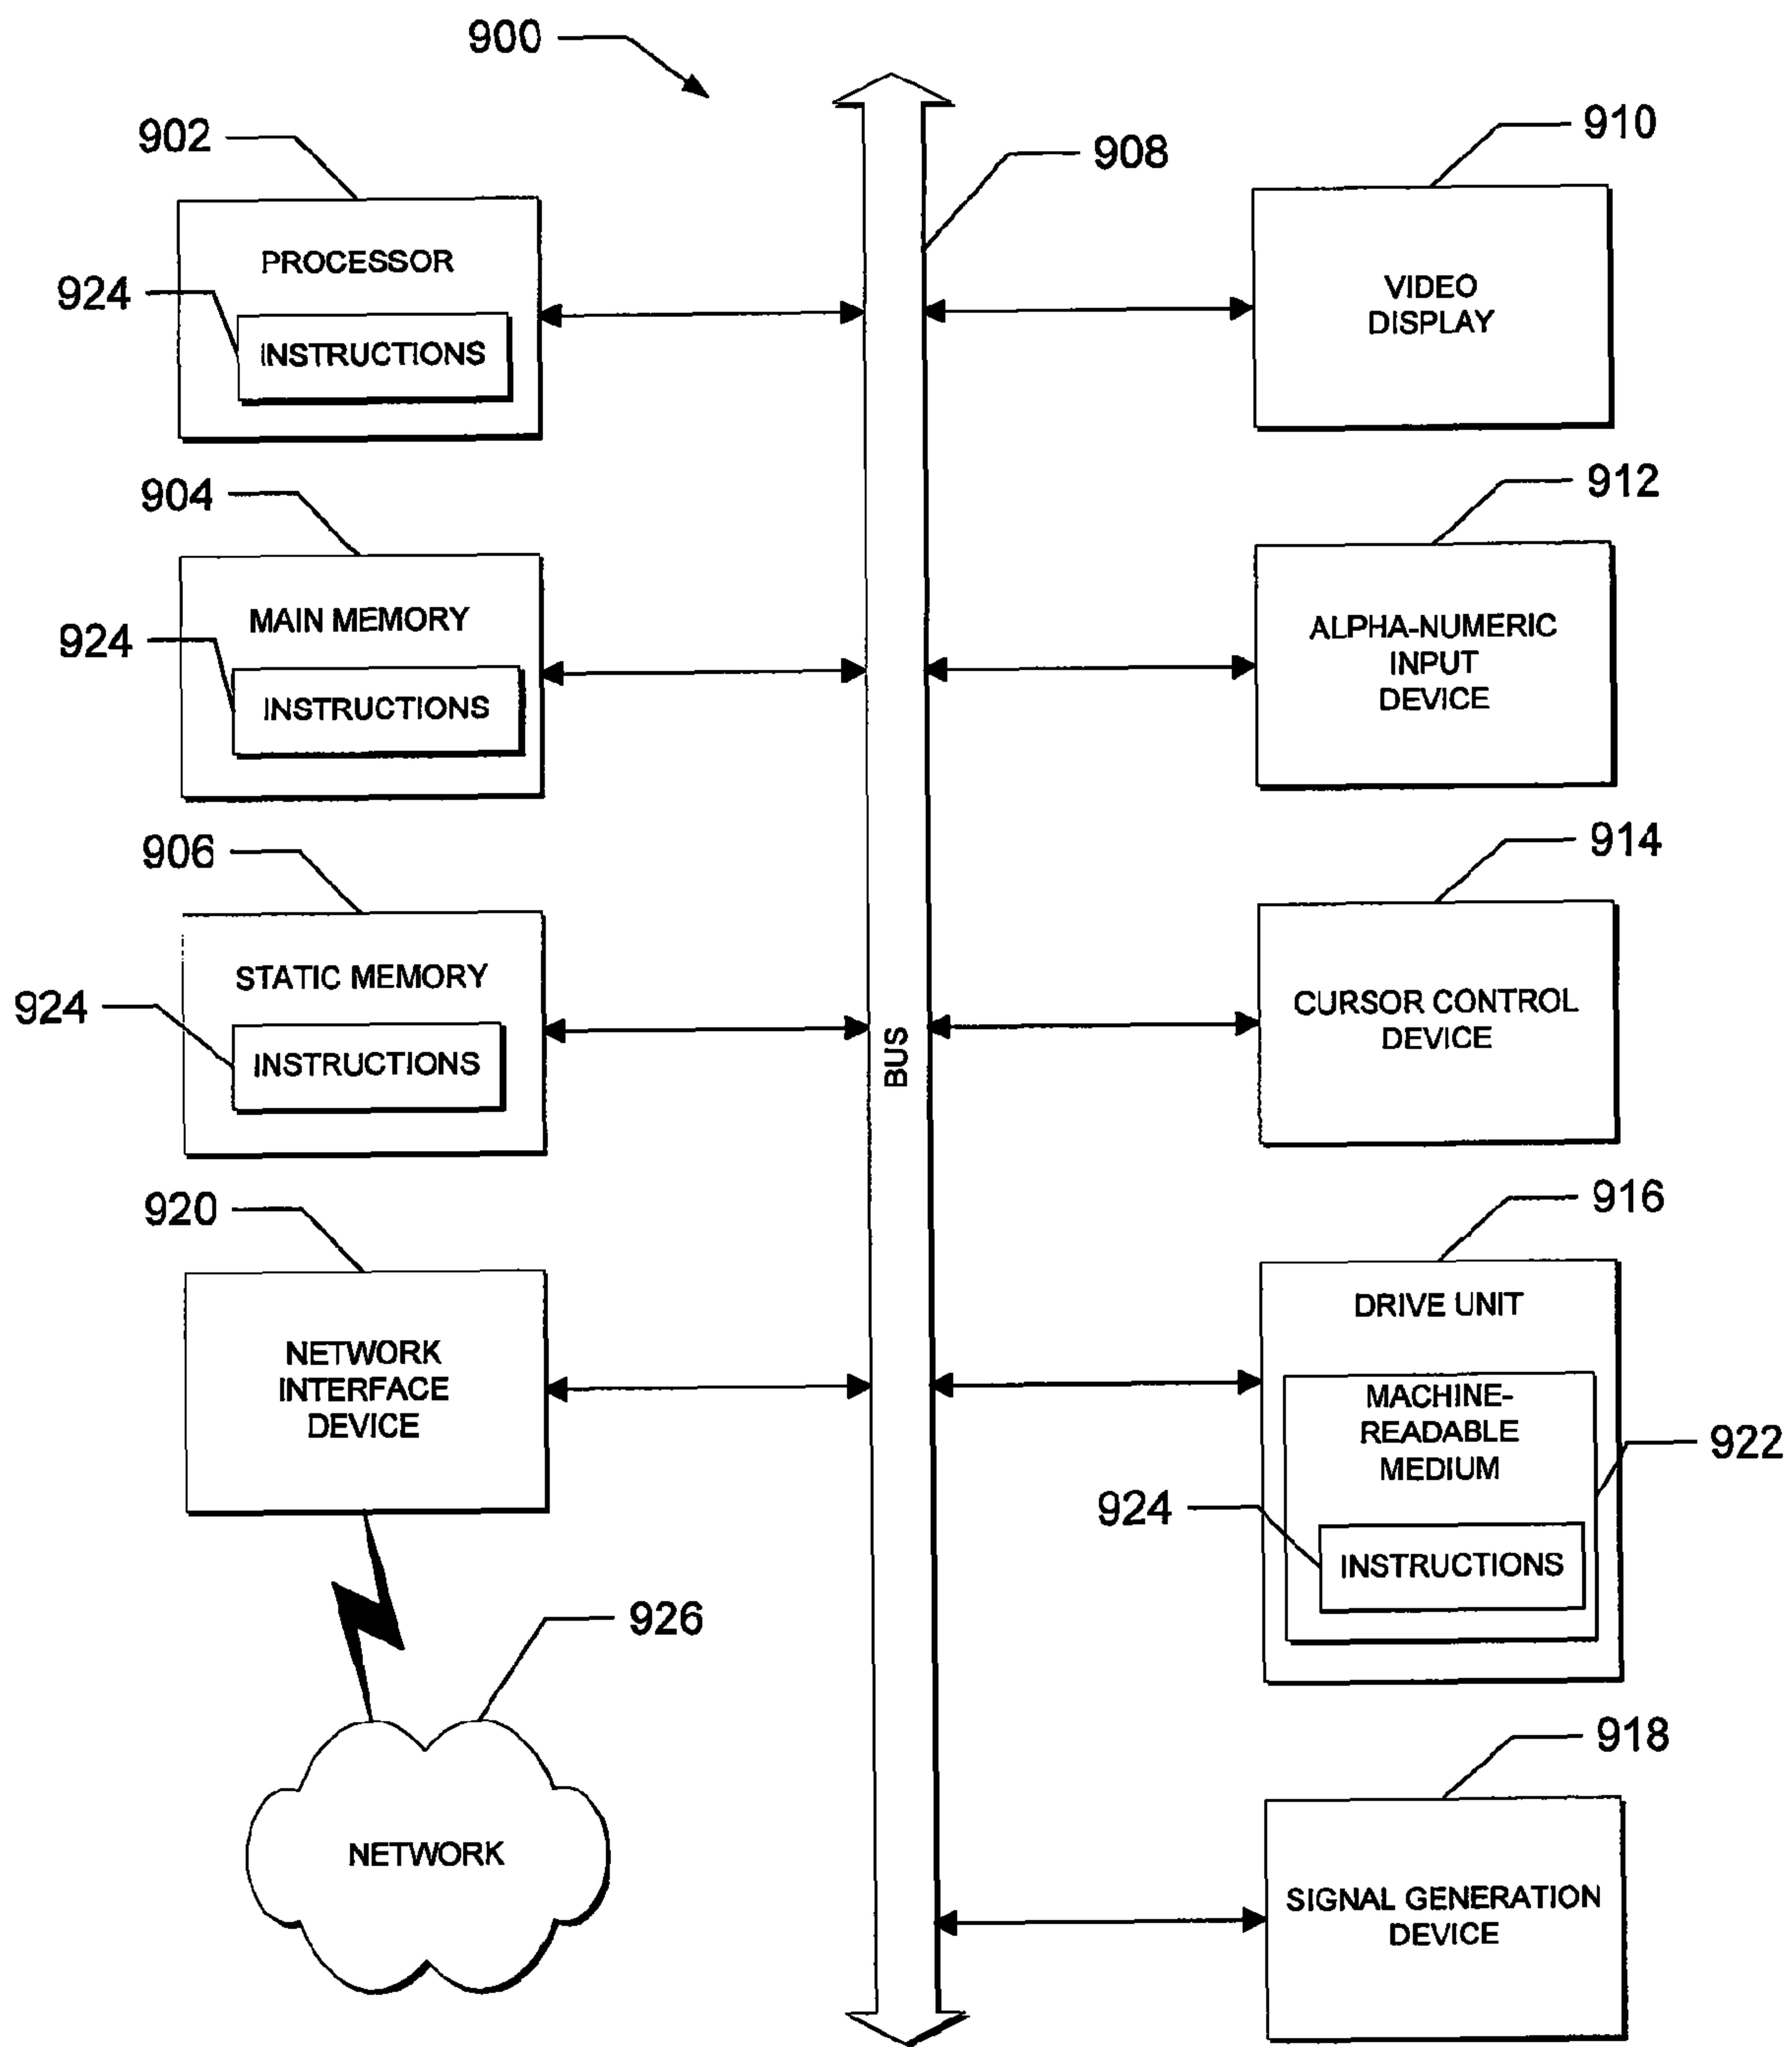 900
902
908
910
PROCESSOR
924
INSTRUCTIONS
VIDEO
DISPLAY
904
912
MAIN MEMORY
924
INSTRUCTIONS
ALPHA-NUMERIC
INPUT
DEVICE
906
914
STATIC MEMORY
924
INSTRUCTIONS
BUS
CURSOR CONTROL
DEVICE
920
916
NETWORK
INTERFACE
DEVICE
DRIVE UNIT
MACHINE-
READABLE
MEDIUM
922
924
INSTRUCTIONS
926
NETWORK
918
SIGNAL GENERATION
DEVICE